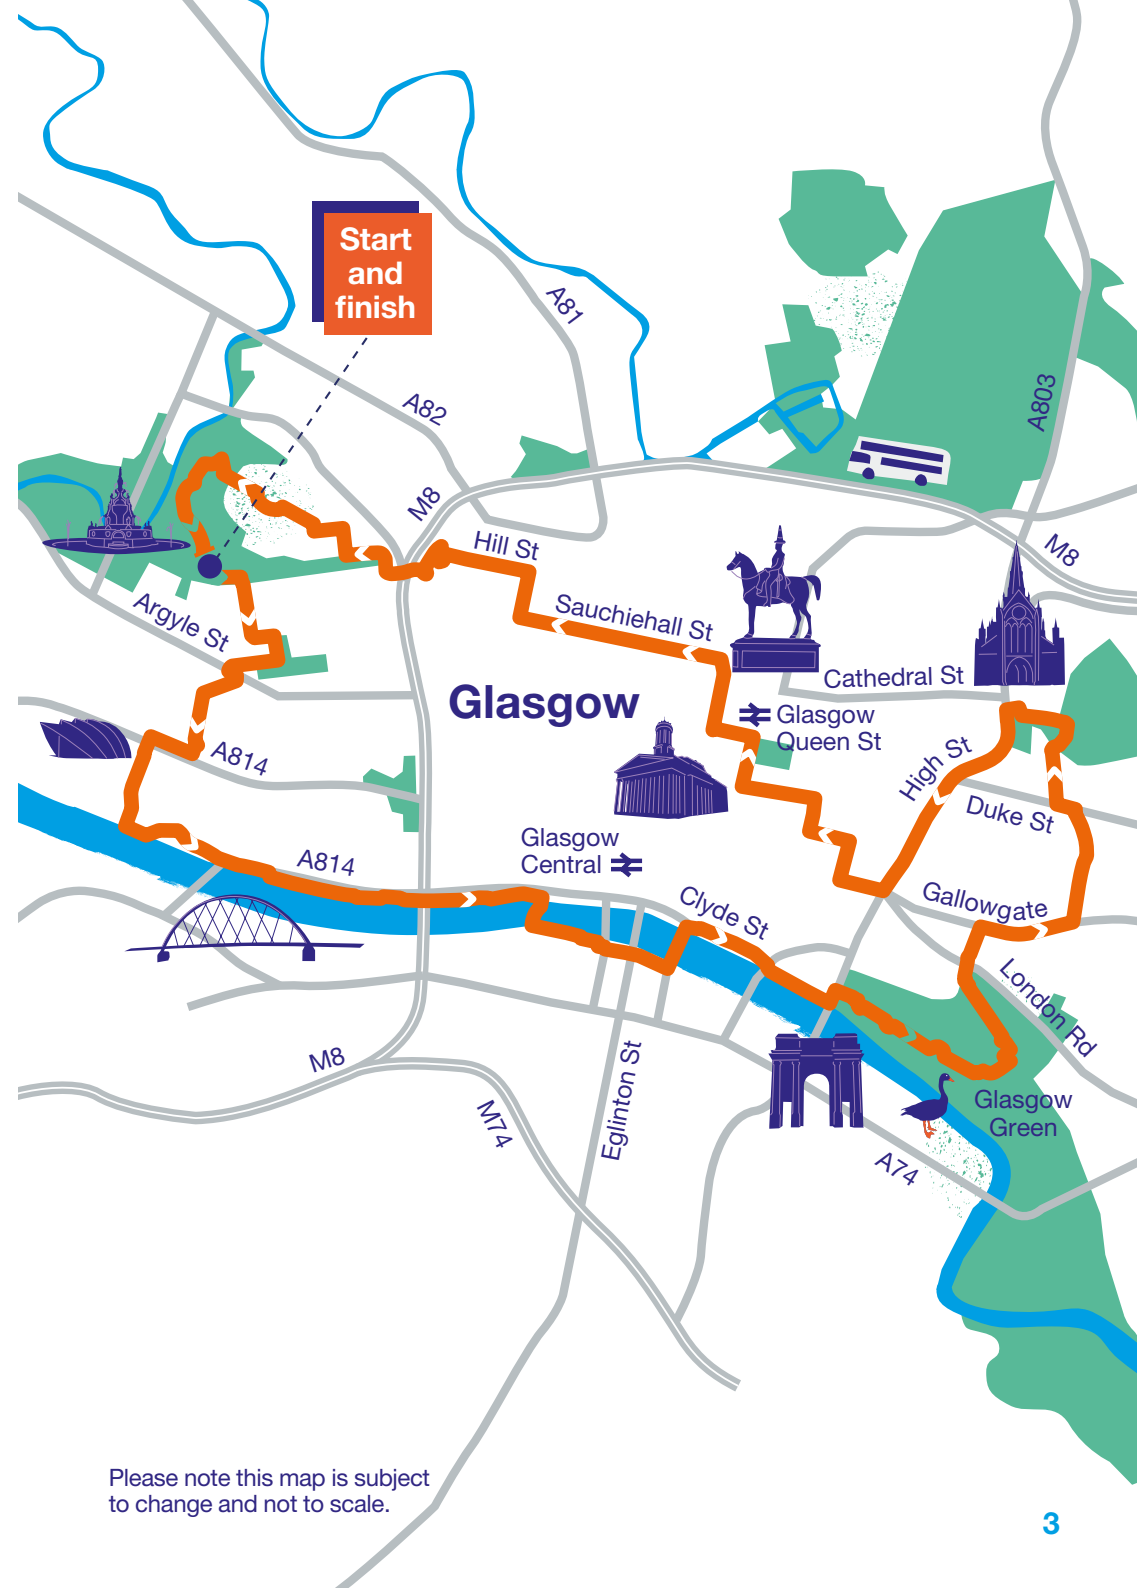 Start
and
finish
A81
A82
A803
M8
Hill St
M8
Sauchiehall St
Argyle St
Cathedral St
Glasgow
Glasgow
Queen St
High St
A814
Duke St
Glasgow
Central
A814
Clyde St
Gallowgate
London Rd
M8
Eglinton St
M74
Glasgow
Green
A74
Please note this map is subject
to change and not to scale.
3